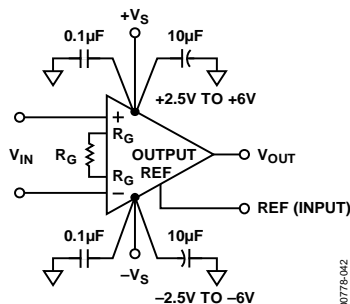 +VS
0.1µF
10µF
+2.5V TO +6V
+
RG
VIN
RG
OUTPUT
VOUT
RG
REF
–
REF (INPUT)
0.1µF
10µF
–VS
–2.5V TO –6V
00778-042